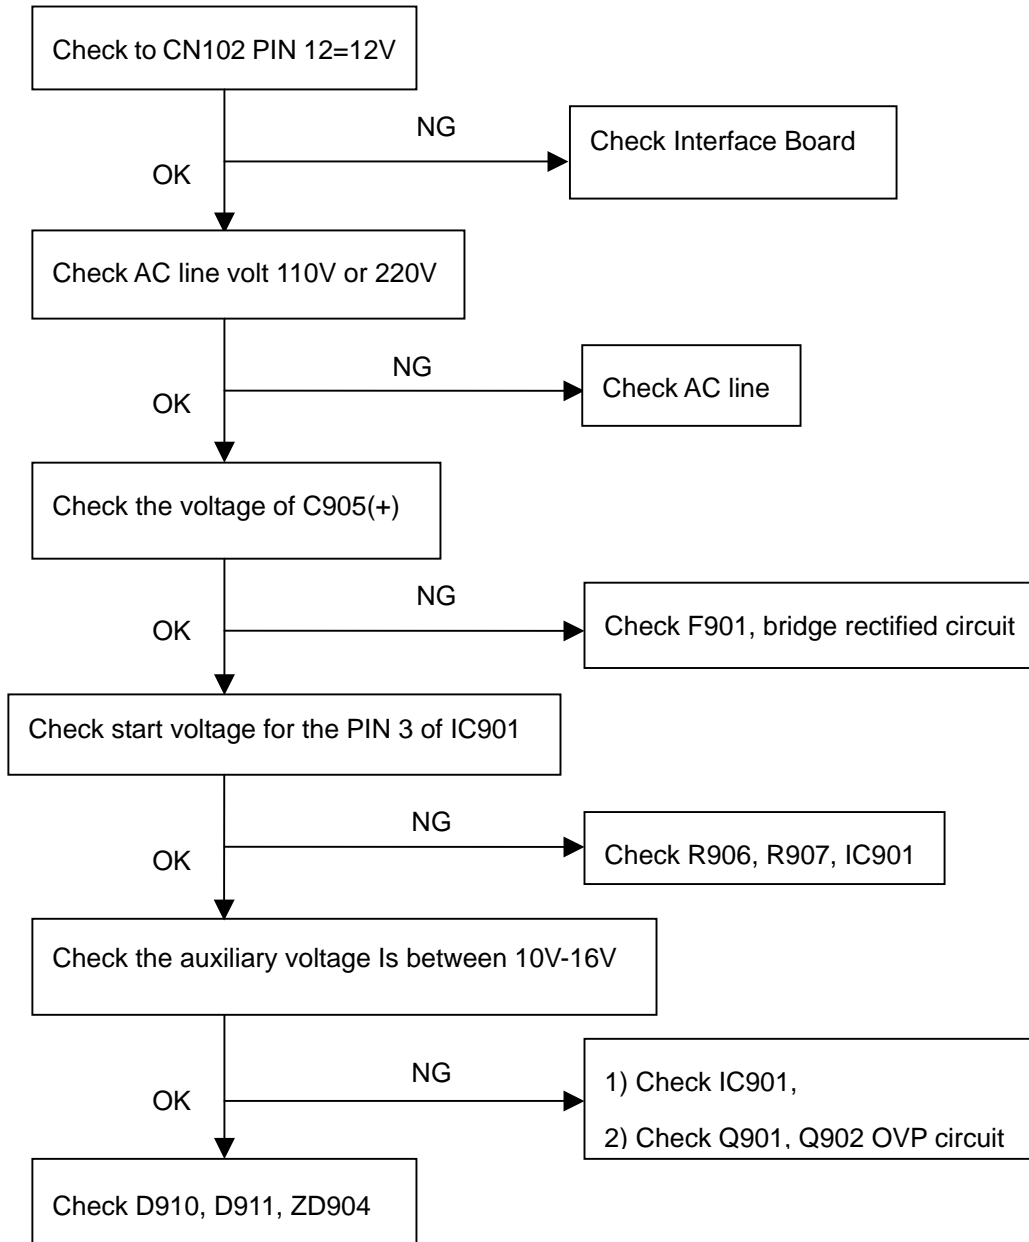 Check to CN102 PIN 12=12V
NG
Check Interface Board
OK
Check AC line volt 110V or 220V
NG
Check AC line
OK
Check the voltage of C905(+)
NG
Check F901, bridge rectified circuit
OK
Check start voltage for the PIN 3 of IC901
NG
Check R906, R907, IC901
OK
Check the auxiliary voltage Is between 10V-16V
NG
1) Check IC901,
2) Check Q901, Q902 OVP circuit
OK
Check D910, D911, ZD904